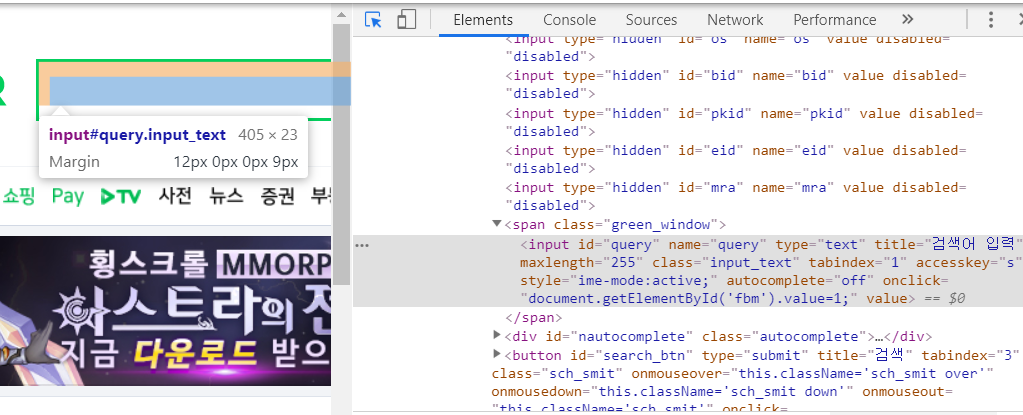 Elements Console Sources Network Performance »
<input type="hidden" id="os" name="os" value disabled=
"disabled">
<input type="hidden" id="bid" name="bid" value disabled=
"disabled">
<input type="hidden" id="pkid" name="pkid" value disabled=
"disabled">
<input type="hidden" id="eid" name="eid" value disabled=
"disabled">
<input type="hidden" id="mra" name="mra" value disabled=
"disabled">
▼<span class="green_window">
<input id="query" name="query" type="text" title="검색어 입력"
maxlength="255" class="input_text" tabindex="1" accesskey="s"
style="ime-mode:active;" autocomplete="off" onclick=
"document.getElementById('fbm').value=1;" value> == $0
</span>
▶<div id="nautocomplete" class="autocomplete">…</div>
▶<button id="search_btn" type="submit" title="검색" tabindex="3"
class="sch_smit" onmouseover="this.className='sch_smit over'"
onmousedown="this.className='sch_smit down'" onmouseout=
"this.className='sch_smit'" onclick=
R
input#query.input_text 405 × 23
Margin 12px 0px 0px 9px
쇼핑 Pay TV 사전 뉴스 증권
횡스크롤 MMORP
아스트라의 전
지금 다운로드 받으